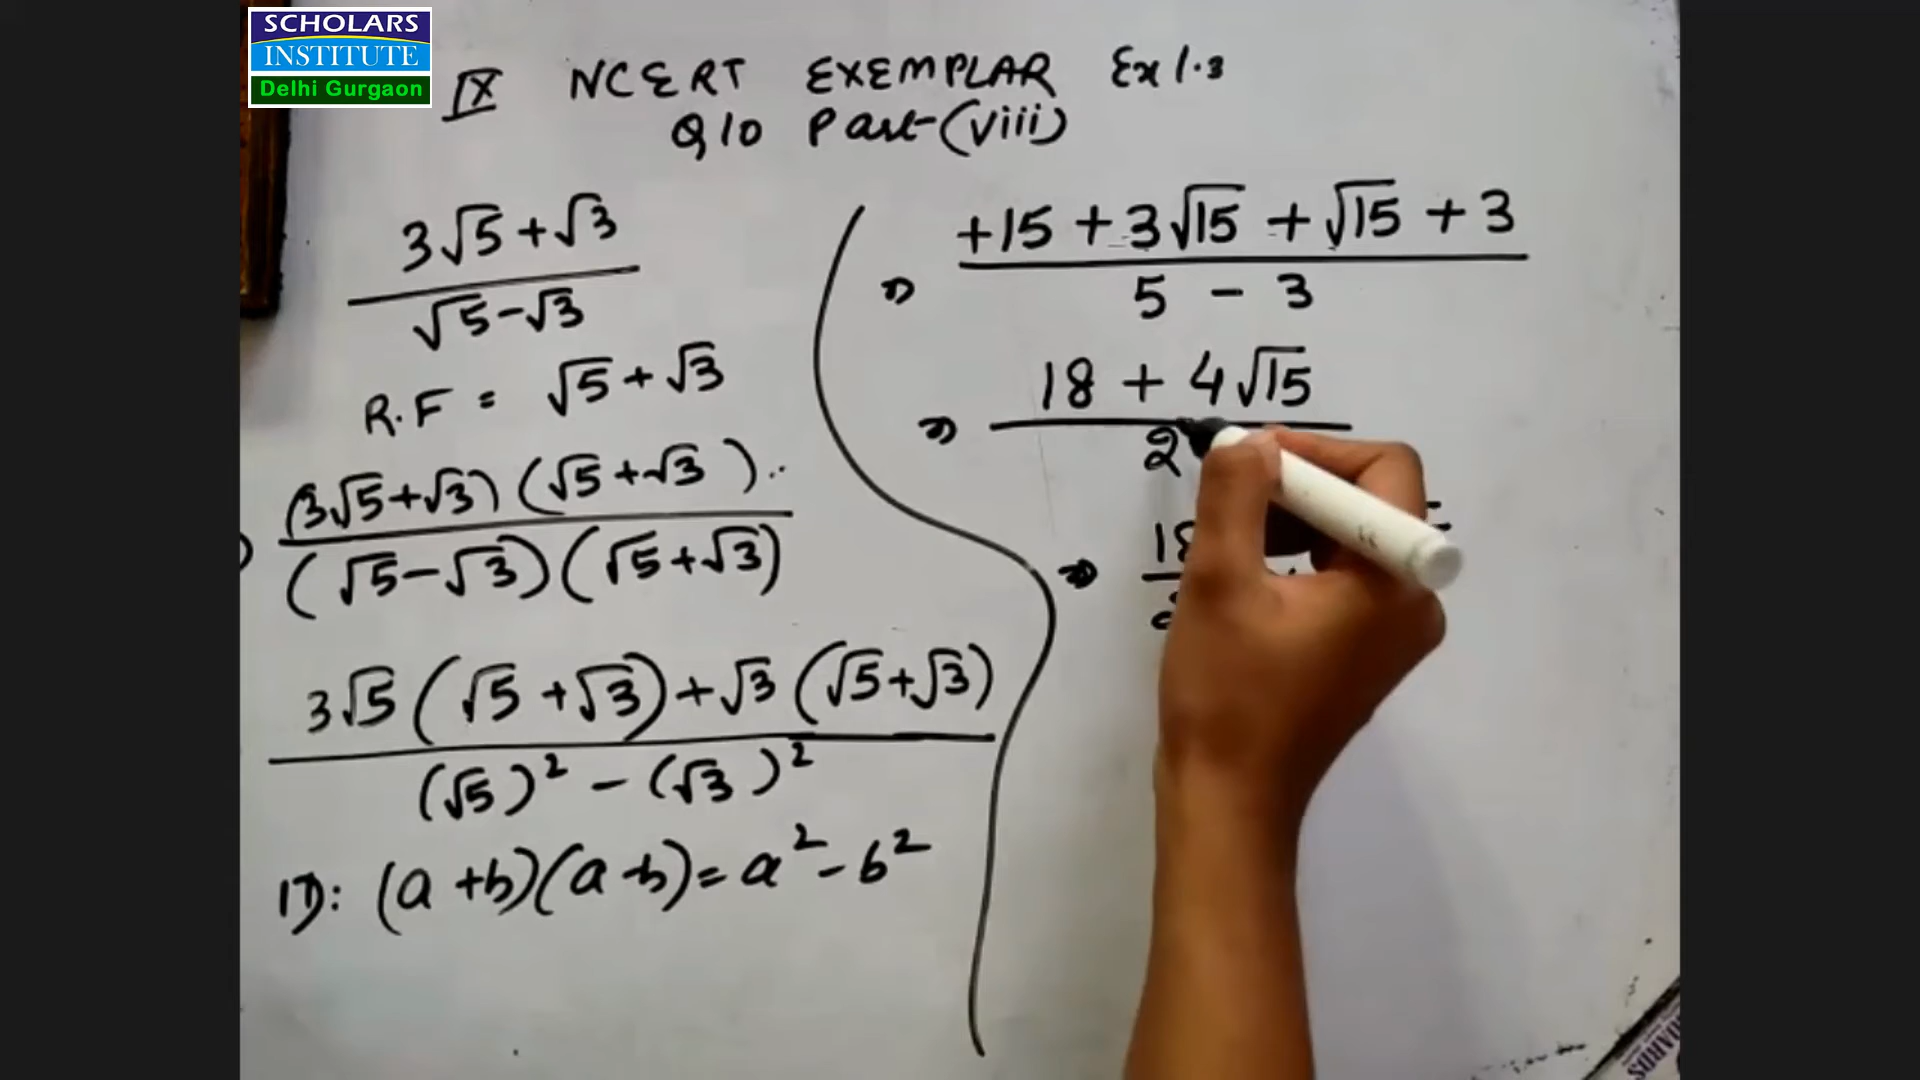 SCHOLARS
INSTITUTE
Delhi Gurgaon
IX NCERT EXEMPLAR Ex 1.3
Q10 Part-(viii)
3√5+√3
√5-√3
R.F = √5+√3
(3√5+√3)(√5+√3)..
(√5-√3)(√5+√3)
3√5(√5+√3)+√3(√5+√3)
(√5)² - (√3)²
ID: (a+b)(a-b)=a²-b²
⇒ +15+3√15+√15+3
5 - 3
⇒ 18 + 4√15
2
⇒ 18
2